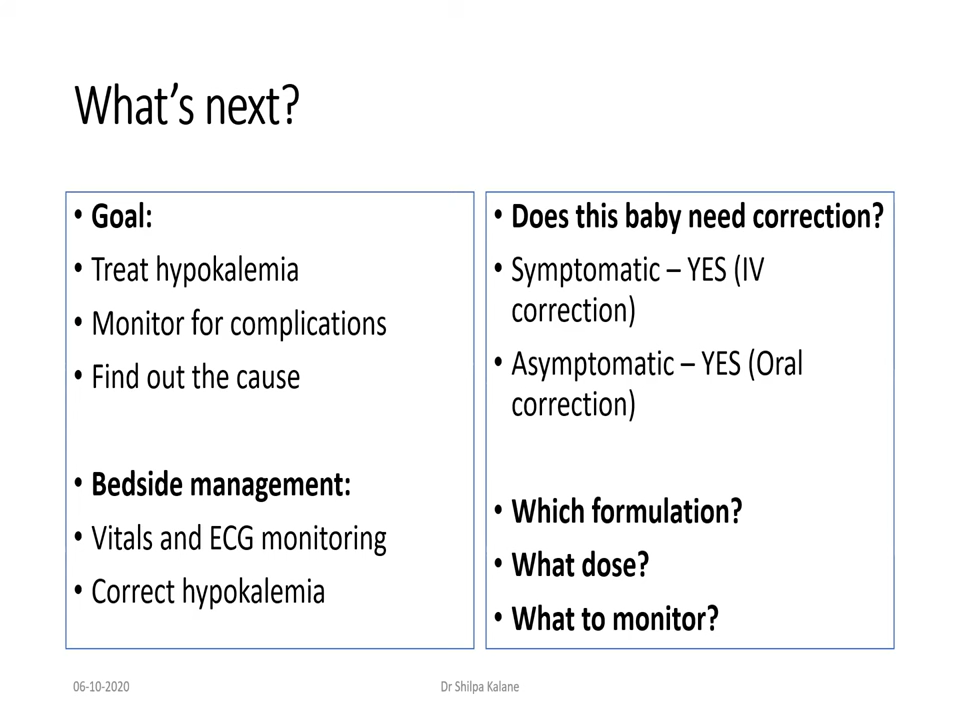 What's next?
• Goal:
• Treat hypokalemia
• Monitor for complications
• Find out the cause
• Bedside management:
• Vitals and ECG monitoring
• Correct hypokalemia
• Does this baby need correction?
• Symptomatic – YES (IV
correction)
• Asymptomatic – YES (Oral
correction)
• Which formulation?
• What dose?
• What to monitor?
06-10-2020
Dr Shilpa Kalane